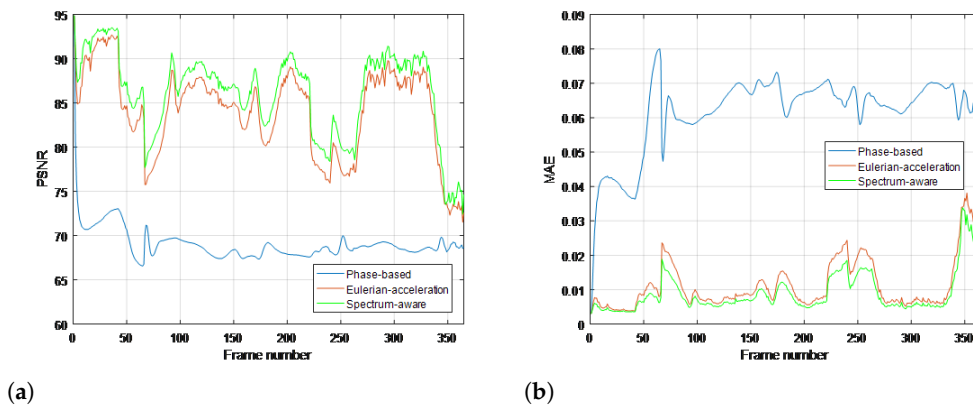 95
90
85
80
75
70
65
60
PSNR
0
50
100
150
200
250
300
350
Frame number
Phase-based
Eulerian-acceleration
Spectrum-aware
(a)
0.09
0.08
0.07
0.06
0.05
0.04
0.03
0.02
0.01
0
MAE
0
50
100
150
200
250
300
350
Frame number
Phase-based
Eulerian-acceleration
Spectrum-aware
(b)